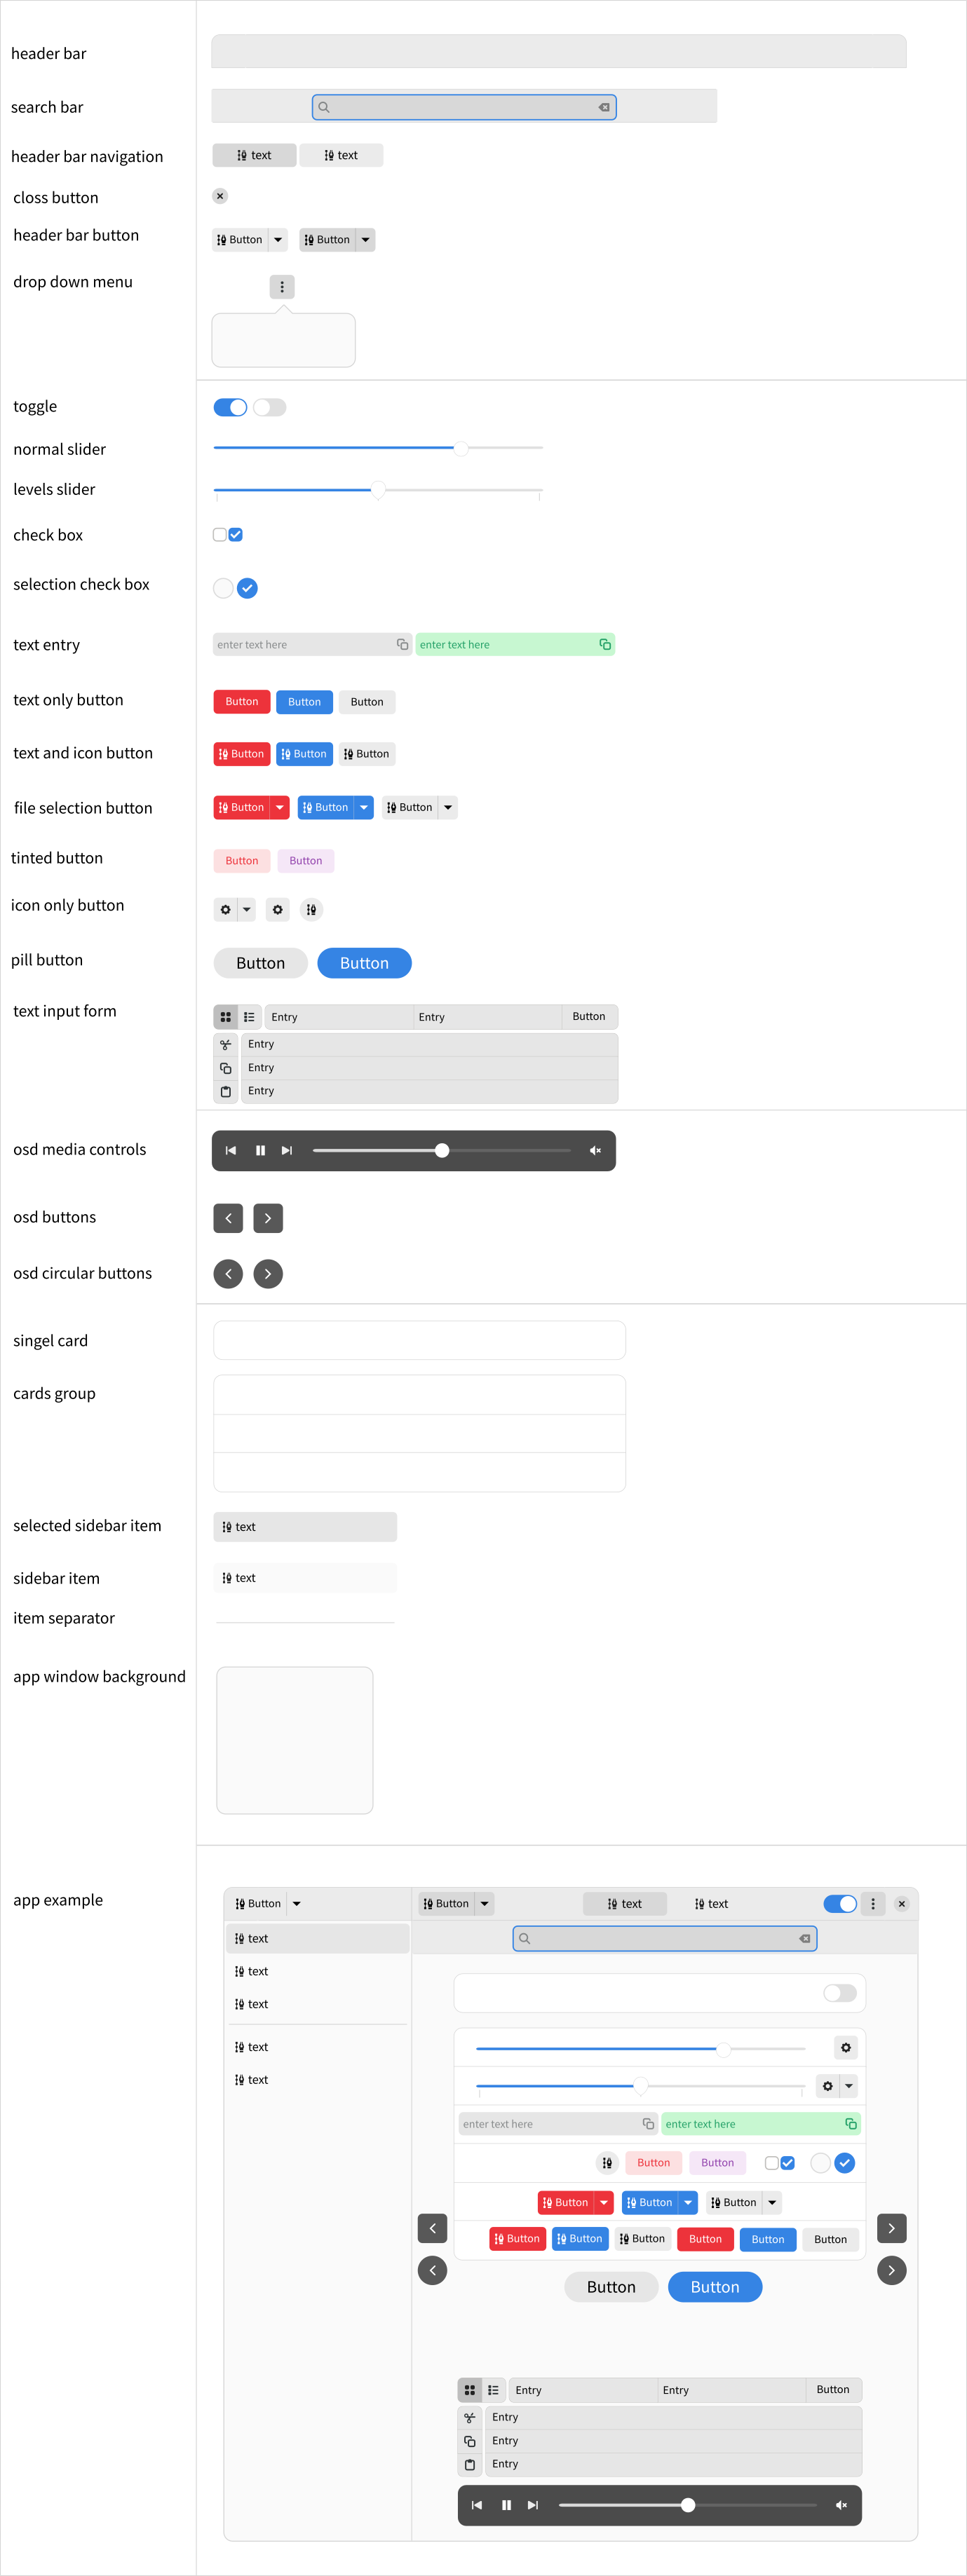 header bar
search bar
header bar navigation
text
text
closs button
header bar button
Button
Button
drop down menu
toggle
normal slider
levels slider
check box
selection check box
text entry
enter text here
enter text here
text only button
Button
Button
Button
text and icon button
Button
Button
Button
file selection button
Button
Button
Button
tinted button
Button
Button
icon only button
pill button
Button
Button
text input form
Entry
Entry
Button
Entry
Entry
Entry
osd media controls
osd buttons
osd circular buttons
singel card
cards group
selected sidebar item
text
sidebar item
text
item separator
app window background
app example
Button
Button
text
text
text
text
text
text
text
enter text here
enter text here
Button
Button
Button
Button
Button
Button
Button
Button
Button
Button
Button
Button
Button
Entry
Entry
Button
Entry
Entry
Entry